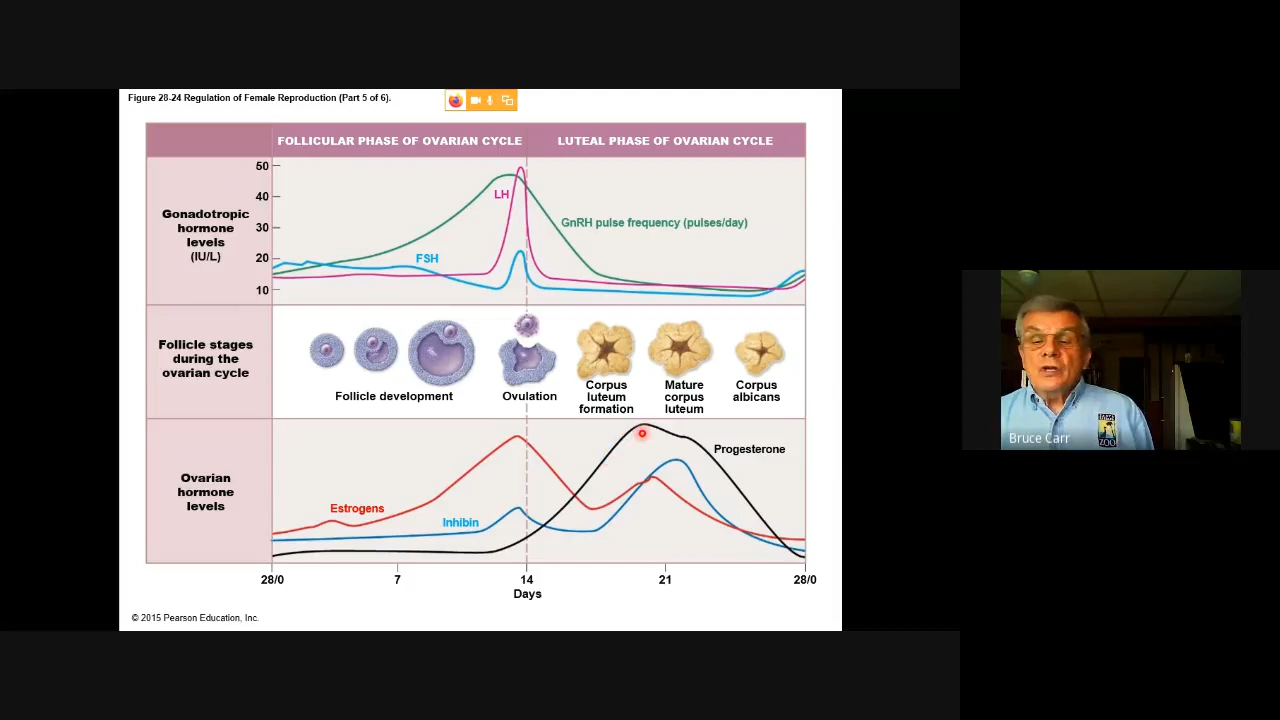 Figure 28-24 Regulation of Female Reproduction (Part 5 of 6).
FOLLICULAR PHASE OF OVARIAN CYCLE
LUTEAL PHASE OF OVARIAN CYCLE
Gonadotropic
hormone
levels
(IU/L)
50
40
30
20
10
LH
FSH
GnRH pulse frequency (pulses/day)
Follicle stages
during the
ovarian cycle
Follicle development
Ovulation
Corpus
luteum
formation
Mature
corpus
luteum
Corpus
albicans
Ovarian
hormone
levels
Estrogens
Inhibin
Progesterone
28/0
7
14
21
28/0
Days
© 2015 Pearson Education, Inc.
Bruce Carr
ZOO